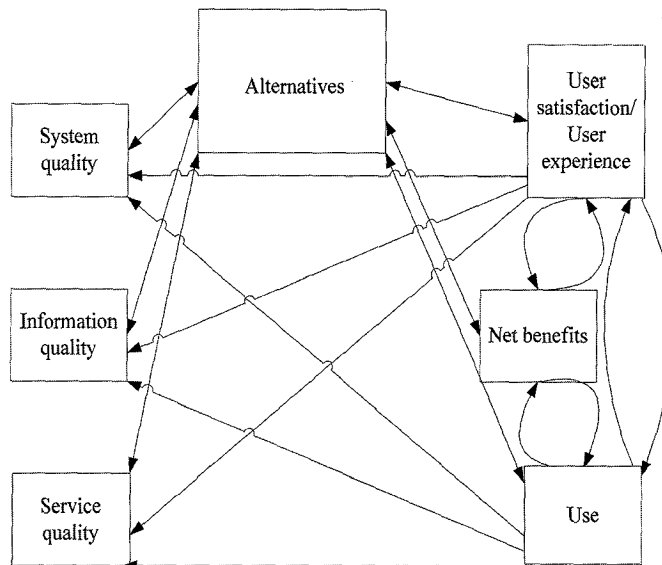 Alternatives
User
satisfaction/
User
experience
System
quality
Information
quality
Net benefits
Service
quality
Use